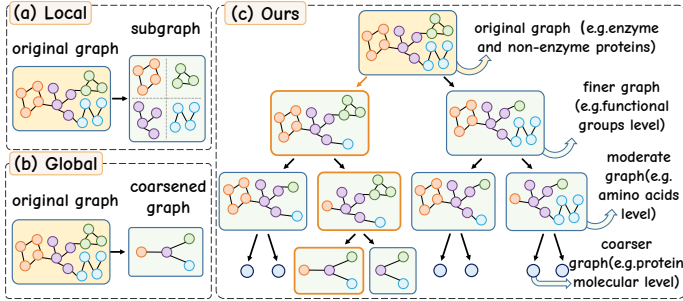 (a) Local
original graph
subgraph
(b) Global
original graph
coarsened
graph
(c) Ours
original graph (e.g.enzyme
and non-enzyme proteins)
finer graph
(e.g.functional
groups level)
moderate
graph(e.g.
amino acids
level)
coarser
graph(e.g.protein
molecular level)